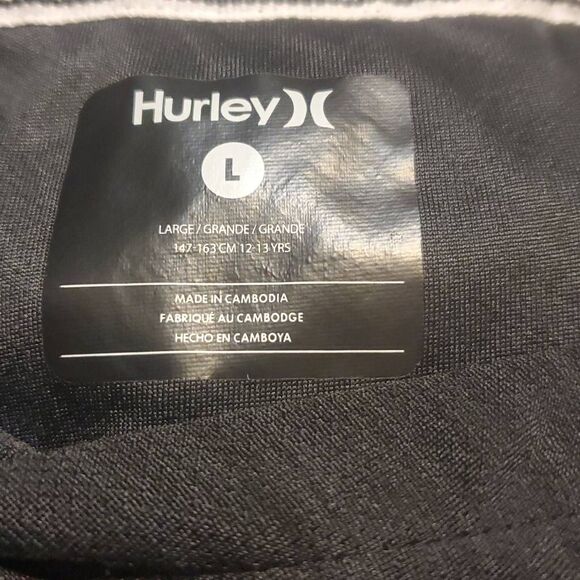 Hurley
L
LARGE / GRANDE / GRANDE
147-163 CM 12-13 YRS
MADE IN CAMBODIA
FABRIQUÉ AU CAMBODGE
HECHO EN CAMBOYA